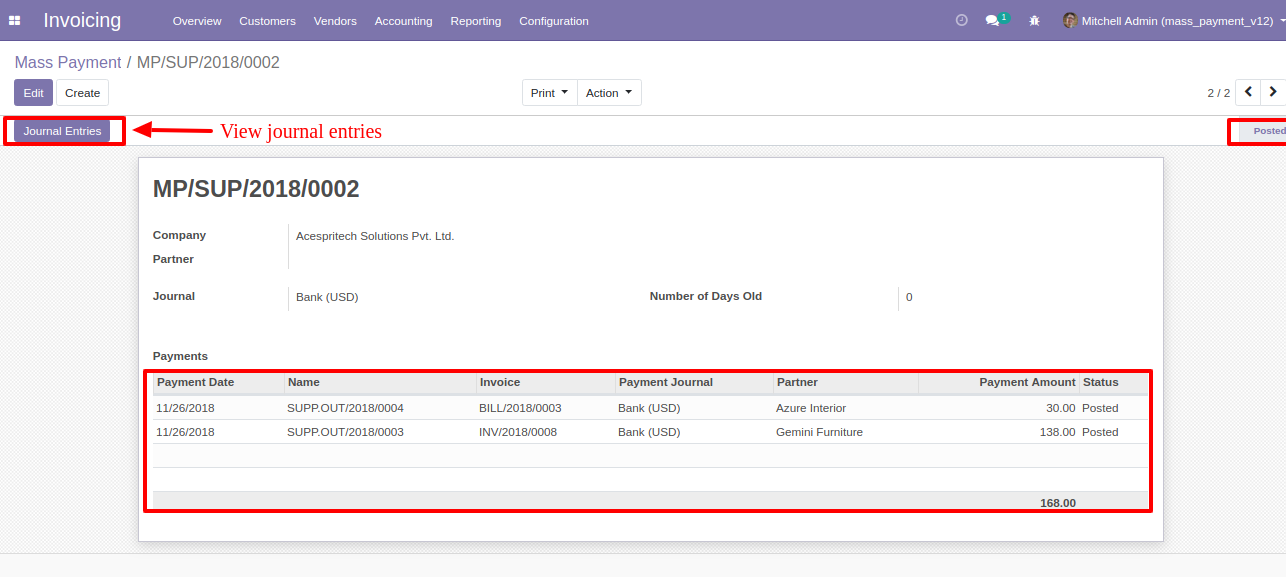 Invoicing Overview Customers Vendors Accounting Reporting Configuration 1 Mitchell Admin (mass_payment_v12)
Mass Payment / MP/SUP/2018/0002
Edit Create Print Action 2 / 2
Journal Entries View journal entries Posted
MP/SUP/2018/0002
Company Acespritech Solutions Pvt. Ltd.
Partner
Journal Bank (USD) Number of Days Old 0
Payments
Payment Date Name Invoice Payment Journal Partner Payment Amount Status
11/26/2018 SUPP.OUT/2018/0004 BILL/2018/0003 Bank (USD) Azure Interior 30.00 Posted
11/26/2018 SUPP.OUT/2018/0003 INV/2018/0008 Bank (USD) Gemini Furniture 138.00 Posted
168.00